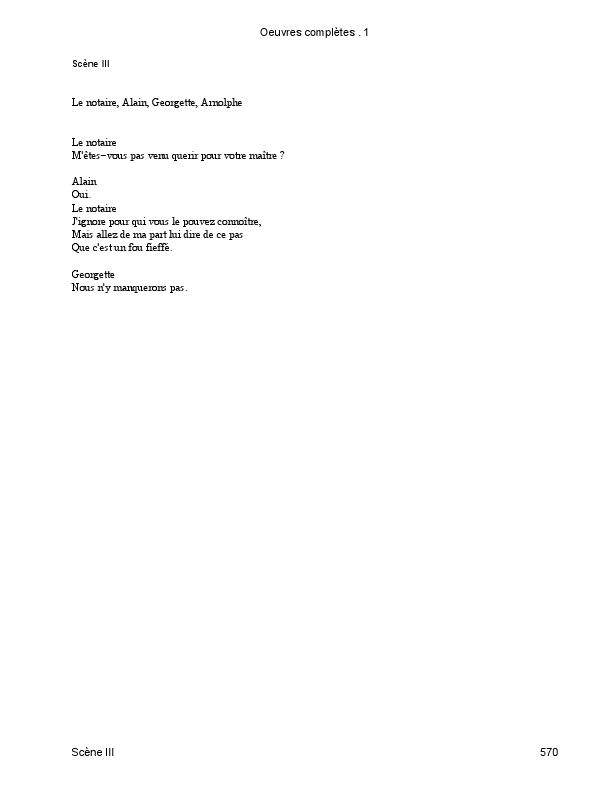 Oeuvres complètes . 1
Scène III
Le notaire, Alain, Georgette, Arnolphe
Le notaire
M'êtes-vous pas venu querir pour votre maître ?
Alain
Oui.
Le notaire
J'ignore pour qui vous le pouvez connoître,
Mais allez de ma part lui dire de ce pas
Que c'est un fou fieffé.
Georgette
Nous n'y manquerons pas.
Scène III
570